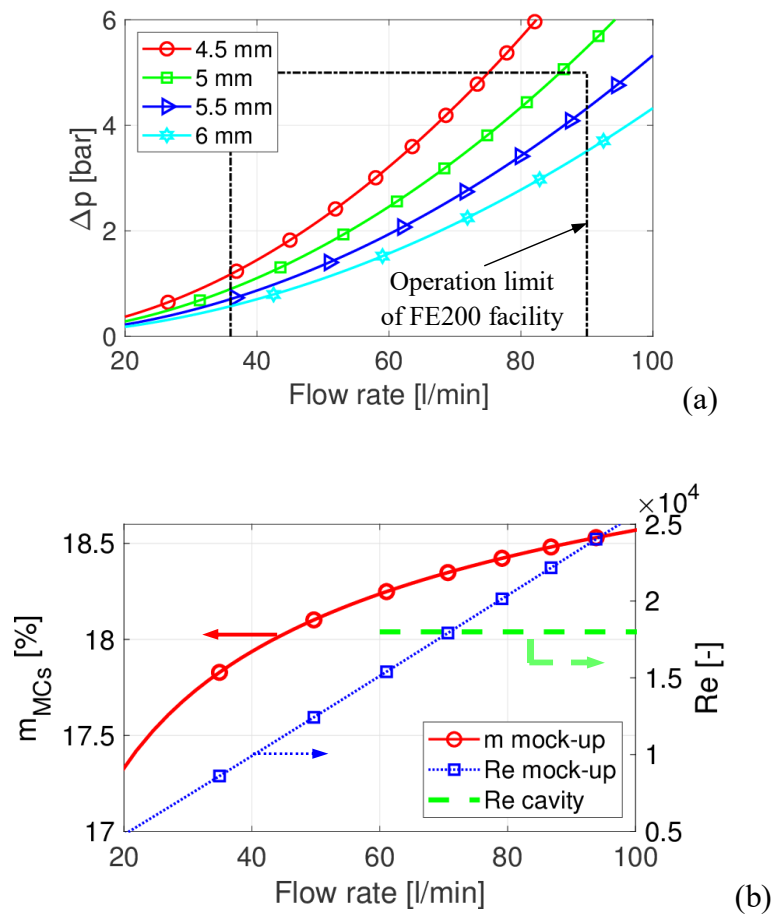 6
4
2
0
Δp [bar]
4.5 mm
5 mm
5.5 mm
6 mm
Operation limit
of FE200 facility
20 40 60 80 100
Flow rate [l/min]
(a)
×10⁴
18.5
18
17.5
17
m_MCs [%]
2.5
2
1.5
1
0.5
Re [-]
m mock-up
Re mock-up
Re cavity
20 40 60 80 100
Flow rate [l/min]
(b)